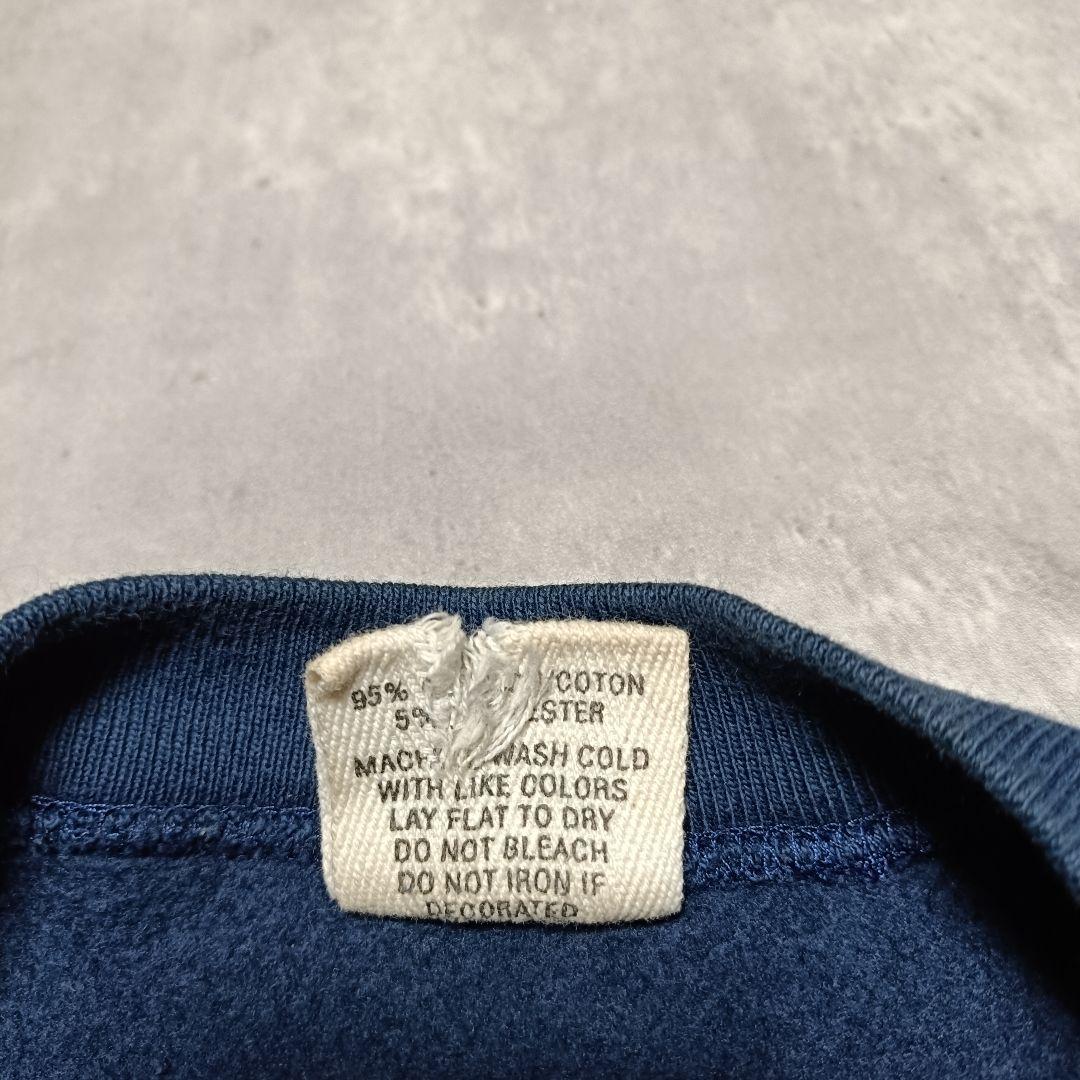 95% /COTON
5% ESTER
WASH COLD
WITH LIKE COLORS
LAY FLAT TO DRY
DO NOT BLEACH
DO NOT IRON IF
DECORATED